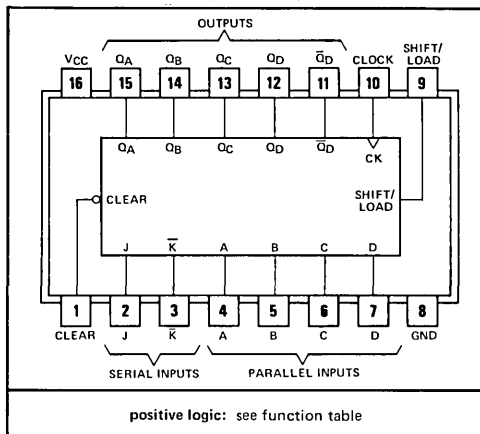 OUTPUTS
VCC QA QB QC QD Q̅D CLOCK SHIFT/
LOAD
16 15 14 13 12 11 10 9
QA QB QC QD Q̅D CK
CLEAR
SHIFT/
LOAD
J K̅ A B C D
1 2 3 4 5 6 7 8
CLEAR J K̅ A B C D GND
SERIAL INPUTS PARALLEL INPUTS
positive logic: see function table